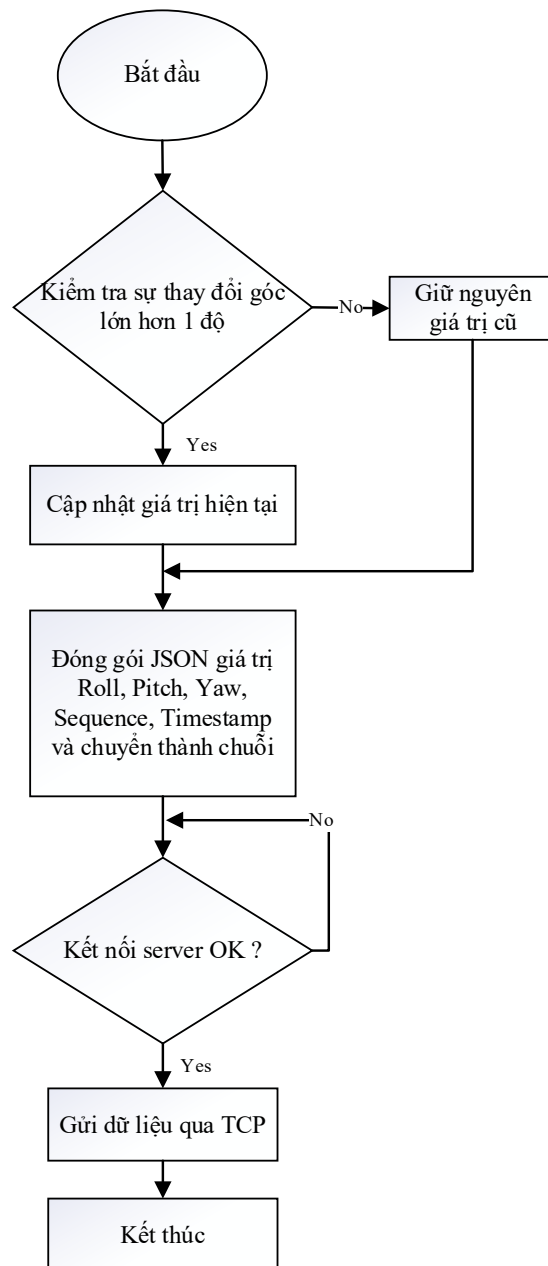 Bắt đầu
Kiểm tra sự thay đổi góc
lớn hơn 1 độ
No
Giữ nguyên
giá trị cũ
Yes
Cập nhật giá trị hiện tại
Đóng gói JSON giá trị
Roll, Pitch, Yaw,
Sequence, Timestamp
và chuyển thành chuỗi
No
Kết nối server OK ?
Yes
Gửi dữ liệu qua TCP
Kết thúc